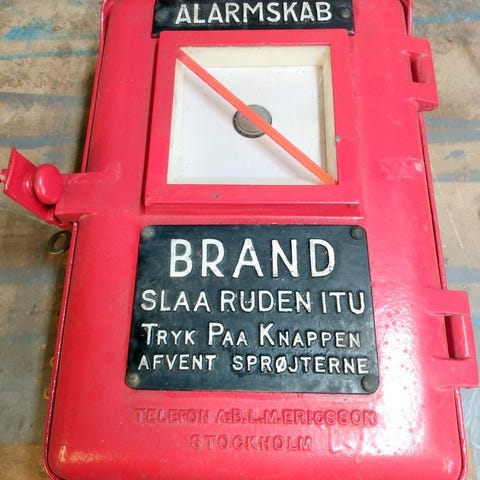 ALARMSKAB
BRAND
SLAA RUDEN ITU
TRYK PAA KNAPPEN
AFVENT SPRØJTERNE
TELEFON A.B.L.M.ERICSSON
STOCKHOLM